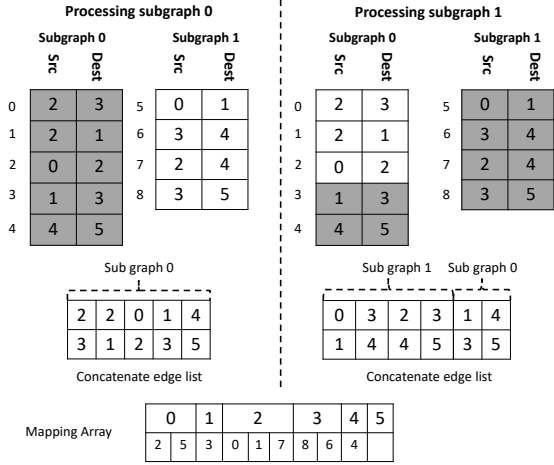 Processing subgraph 0
Subgraph 0 Subgraph 1
Src Dest Src Dest
0 2 3 5 0 1
1 2 1 6 3 4
2 0 2 7 2 4
3 1 3 8 3 5
4 4 5
Sub graph 0
2 2 0 1 4
3 1 2 3 5
Concatenate edge list
Processing subgraph 1
Subgraph 0 Subgraph 1
Src Dest Src Dest
0 2 3 5 0 1
1 2 1 6 3 4
2 0 2 7 2 4
3 1 3 8 3 5
4 4 5
Sub graph 1 Sub graph 0
0 3 2 3 1 4
1 4 4 5 3 5
Concatenate edge list
Mapping Array
0 1 2 3 4 5
2 5 3 0 1 7 8 6 4